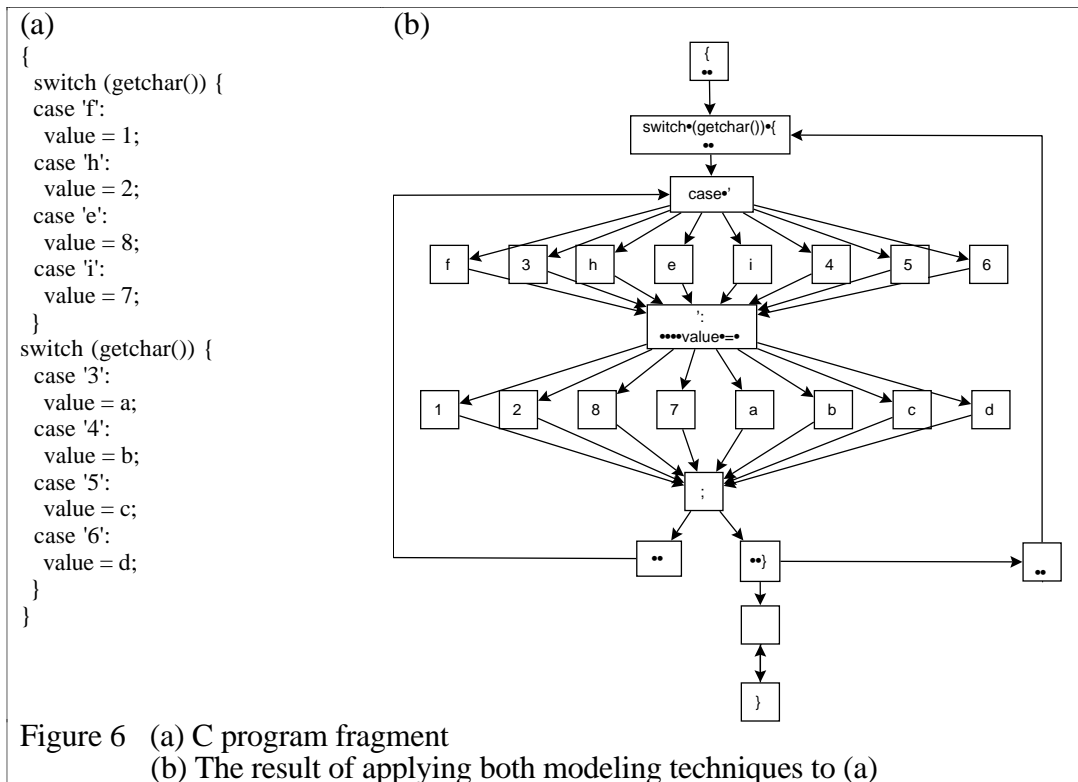 (a)
{
switch (getchar()) {
case 'f':
value = 1;
case 'h':
value = 2;
case 'e':
value = 8;
case 'i':
value = 7;
}
switch (getchar()) {
case '3':
value = a;
case '4':
value = b;
case '5':
value = c;
case '6':
value = d;
}
}
(b)
{
••
switch•(getchar())•{
••
case•’
f 3 h e i 4 5 6
’:
••••value•=•
1 2 8 7 a b c d
;
•• ••} ••
}
Figure 6 (a) C program fragment
(b) The result of applying both modeling techniques to (a)